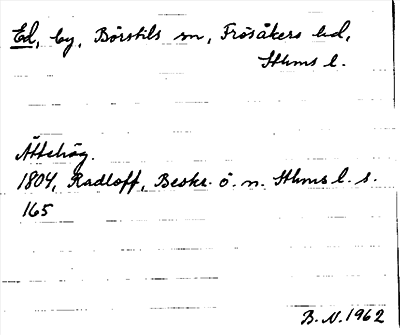 Ed, by, Börstils sn, Frösåkers hd,
Sthms l.
Ättehög.
1804, Radloff, Beskr. ö. n. Sthms l. s.
165
B.N. 1962